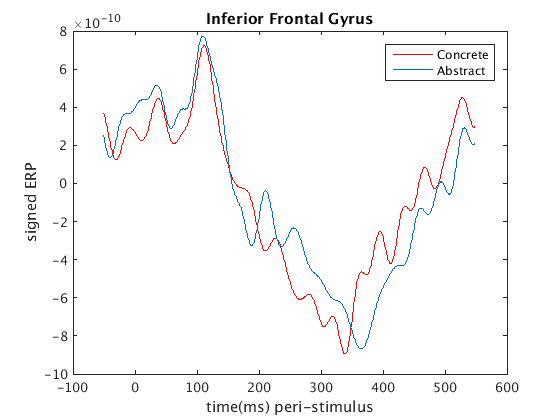 Inferior Frontal Gyrus
×10⁻¹⁰
8
6
4
2
0
-2
-4
-6
-8
-10
signed ERP
Concrete
Abstract
-100 0 100 200 300 400 500 600
time(ms) peri-stimulus